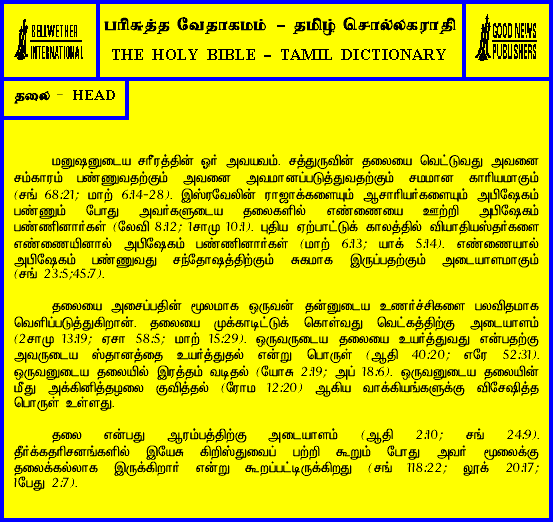 BELLWETHER
INTERNATIONAL
பரிசுத்த வேதாகமம் - தமிழ் சொல்லகராதி
THE HOLY BIBLE - TAMIL DICTIONARY
GOOD NEWS
PUBLISHERS
தலை - HEAD
மனுஷனுடைய சரீரத்தின் ஓர் அவயவம். சத்துருவின் தலையை வெட்டுவது அவனை
சம்காரம் பண்ணுவதற்கும் அவனை அவமானப்படுத்துவதற்கும் சமமான காரியமாகும்
(சங் 68:21; மாற் 6:14-28). இஸ்ரவேலின் ராஜாக்களையும் ஆசாரியர்களையும் அபிஷேகம்
பண்ணும் போது அவர்களுடைய தலைகளில் எண்ணையை ஊற்றி அபிஷேகம்
பண்ணினார்கள் (லேவி 8:12; 1சாமு 10:1). புதிய ஏற்பாட்டுக் காலத்தில் வியாதியஸ்தர்களை
எண்ணையினால் அபிஷேகம் பண்ணினார்கள் (மாற் 6:13; யாக் 5:14). எண்ணையால்
அபிஷேகம் பண்ணுவது சந்தோஷத்திற்கும் சுகமாக இருப்பதற்கும் அடையாளமாகும்
(சங் 23:5;45:7).
தலையை அசைப்பதின் மூலமாக ஒருவன் தன்னுடைய உணர்ச்சிகளை பலவிதமாக
வெளிப்படுத்துகிறான். தலையை முக்காடிட்டுக் கொள்வது வெட்கத்திற்கு அடையாளம்
(2சாமு 13:19; ஏசா 58:5; மாற் 15:29). ஒருவருடைய தலையை உயர்த்துவது என்பதற்கு
அவருடைய ஸ்தானத்தை உயர்த்துதல் என்று பொருள் (ஆதி 40:20; எரே 52:31).
ஒருவனுடைய தலையில் இரத்தம் வடிதல் (யோசு 2:19; அப் 18:6). ஒருவனுடைய தலையின்
மீது அக்கினித்தழலை குவித்தல் (ரோம 12:20) ஆகிய வாக்கியங்களுக்கு விசேஷித்த
பொருள் உள்ளது.
தலை என்பது ஆரம்பத்திற்கு அடையாளம் (ஆதி 2:10; சங் 24:9).
தீர்க்கதரிசனங்களில் இயேசு கிறிஸ்துவைப் பற்றி கூறும் போது அவர் மூலைக்கு
தலைக்கல்லாக இருக்கிறார் என்று கூறப்பட்டிருக்கிறது (சங் 118:22; லூக் 20:17;
1பேது 2:7).